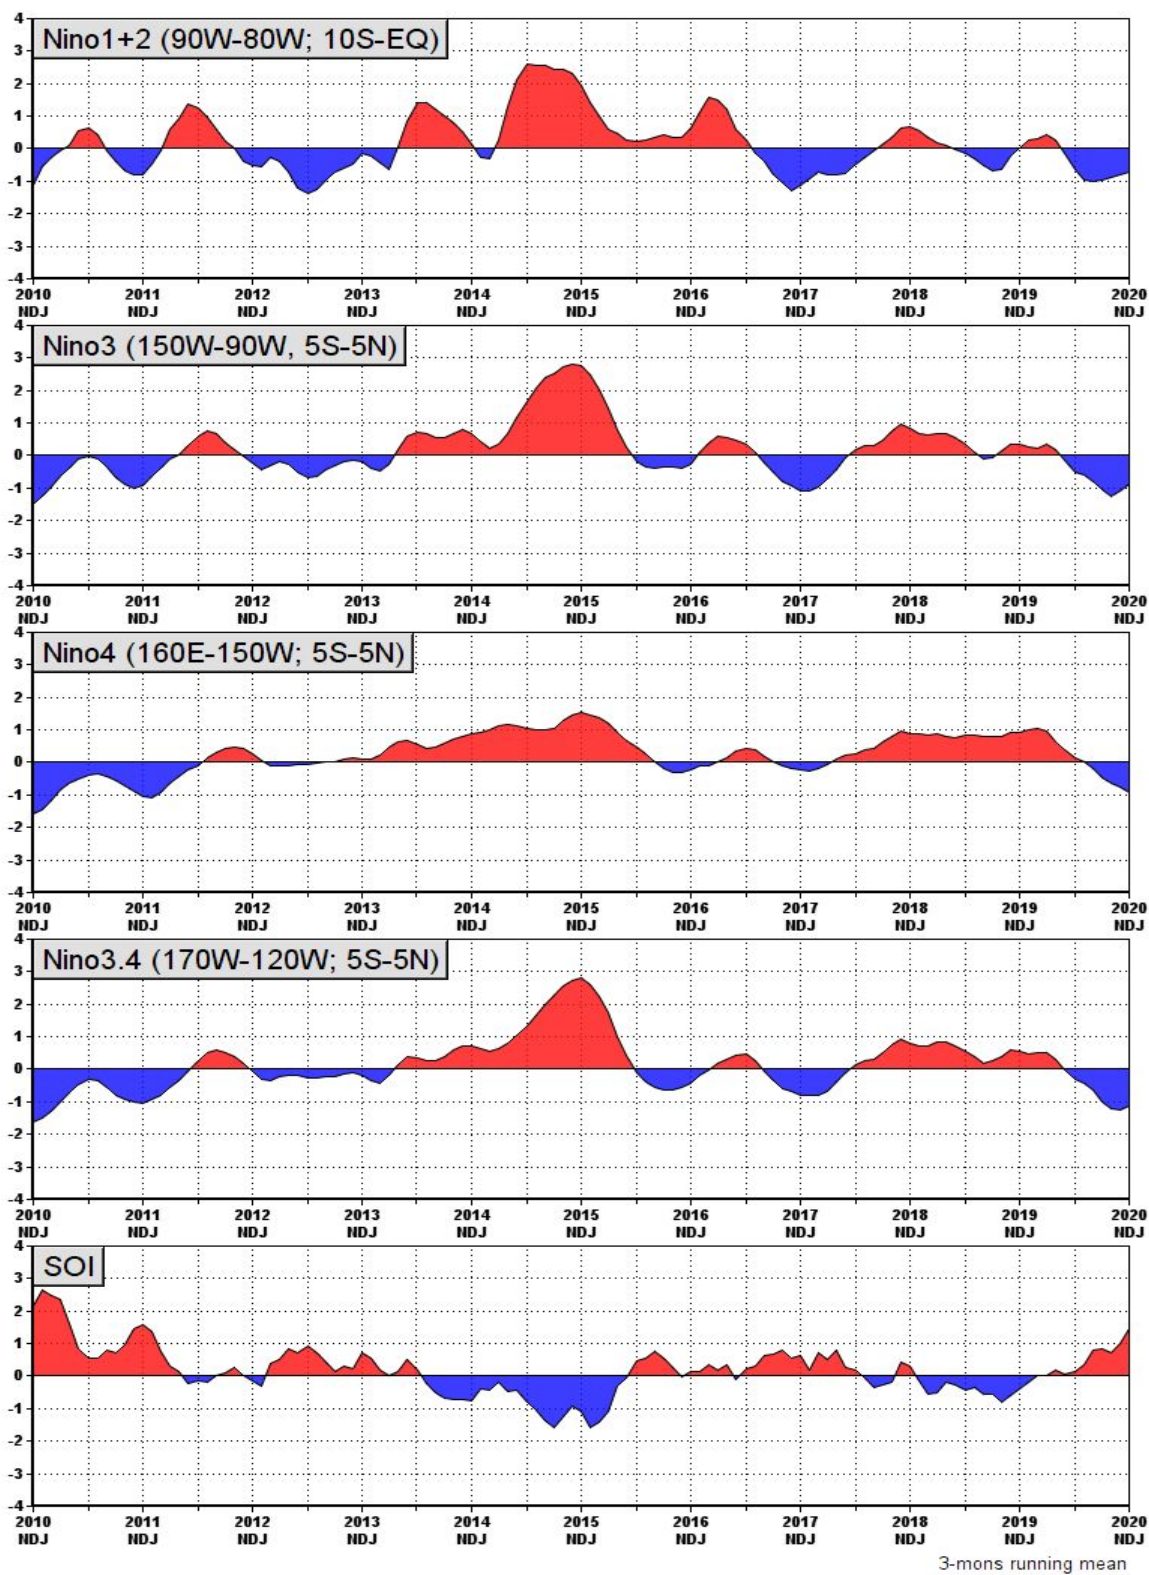 4
Nino1+2 (90W-80W; 10S-EQ)
3
2
1
0
-1
-2
-3
-4
2010 2011 2012 2013 2014 2015 2016 2017 2018 2019 2020
NDJ NDJ NDJ NDJ NDJ NDJ NDJ NDJ NDJ NDJ NDJ
4
Nino3 (150W-90W, 5S-5N)
3
2
1
0
-1
-2
-3
-4
2010 2011 2012 2013 2014 2015 2016 2017 2018 2019 2020
NDJ NDJ NDJ NDJ NDJ NDJ NDJ NDJ NDJ NDJ NDJ
4
Nino4 (160E-150W; 5S-5N)
3
2
1
0
-1
-2
-3
-4
2010 2011 2012 2013 2014 2015 2016 2017 2018 2019 2020
NDJ NDJ NDJ NDJ NDJ NDJ NDJ NDJ NDJ NDJ NDJ
4
Nino3.4 (170W-120W; 5S-5N)
3
2
1
0
-1
-2
-3
-4
2010 2011 2012 2013 2014 2015 2016 2017 2018 2019 2020
NDJ NDJ NDJ NDJ NDJ NDJ NDJ NDJ NDJ NDJ NDJ
4
SOI
3
2
1
0
-1
-2
-3
-4
2010 2011 2012 2013 2014 2015 2016 2017 2018 2019 2020
NDJ NDJ NDJ NDJ NDJ NDJ NDJ NDJ NDJ NDJ NDJ
3-mons running mean